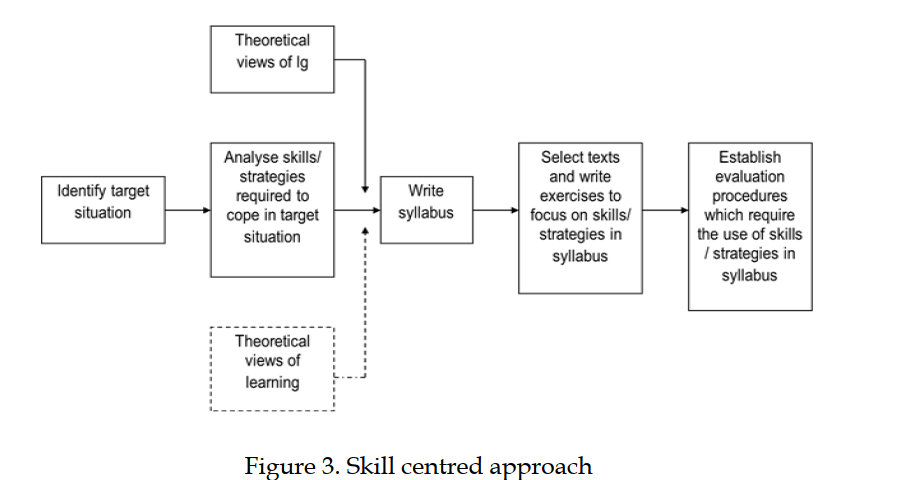 Theoretical
views of lg
Identify target
situation
Analyse skills/
strategies
required to
cope in target
situation
Write
syllabus
Select texts
and write
exercises to
focus on skills/
strategies in
syllabus
Establish
evaluation
procedures
which require
the use of skills
/ strategies in
syllabus
Theoretical
views of
learning
Figure 3. Skill centred approach